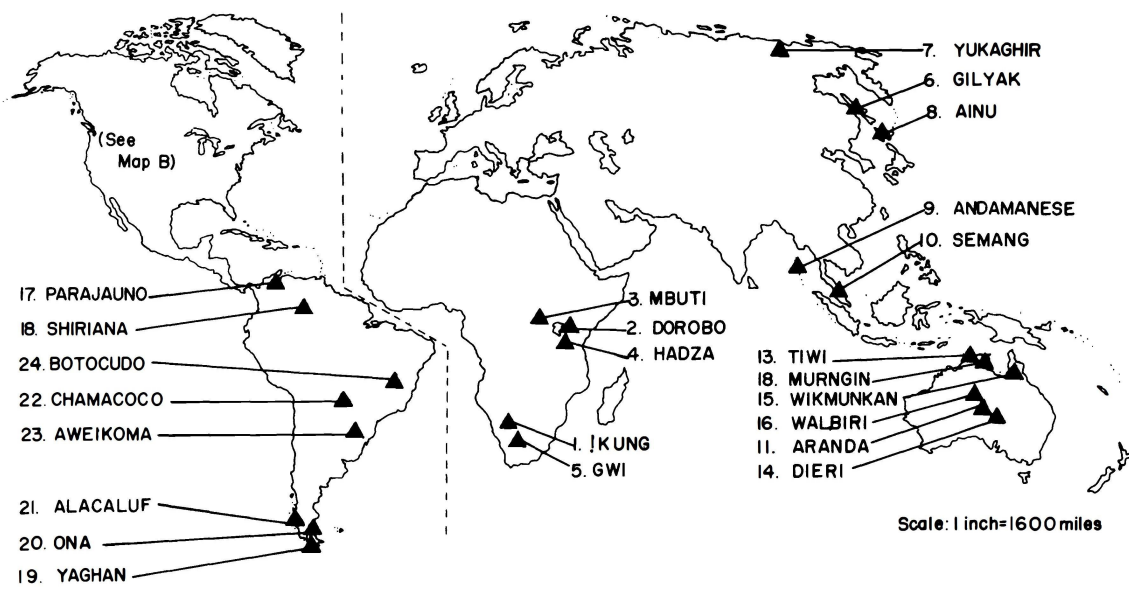 (See
Map B)
7. YUKAGHIR
6. GILYAK
8. AINU
9. ANDAMANESE
10. SEMANG
17. PARAJAUNO
18. SHIRIANA
24. BOTOCUDO
22. CHAMACOCO
23. AWEIKOMA
21. ALACALUF
20. ONA
19. YAGHAN
3. MBUTI
2. DOROBO
4. HADZA
1. !KUNG
5. GWI
13. TIWI
18. MURNGIN
15. WIKMUNKAN
16. WALBIRI
11. ARANDA
14. DIERI
Scale: 1 inch=1600 miles